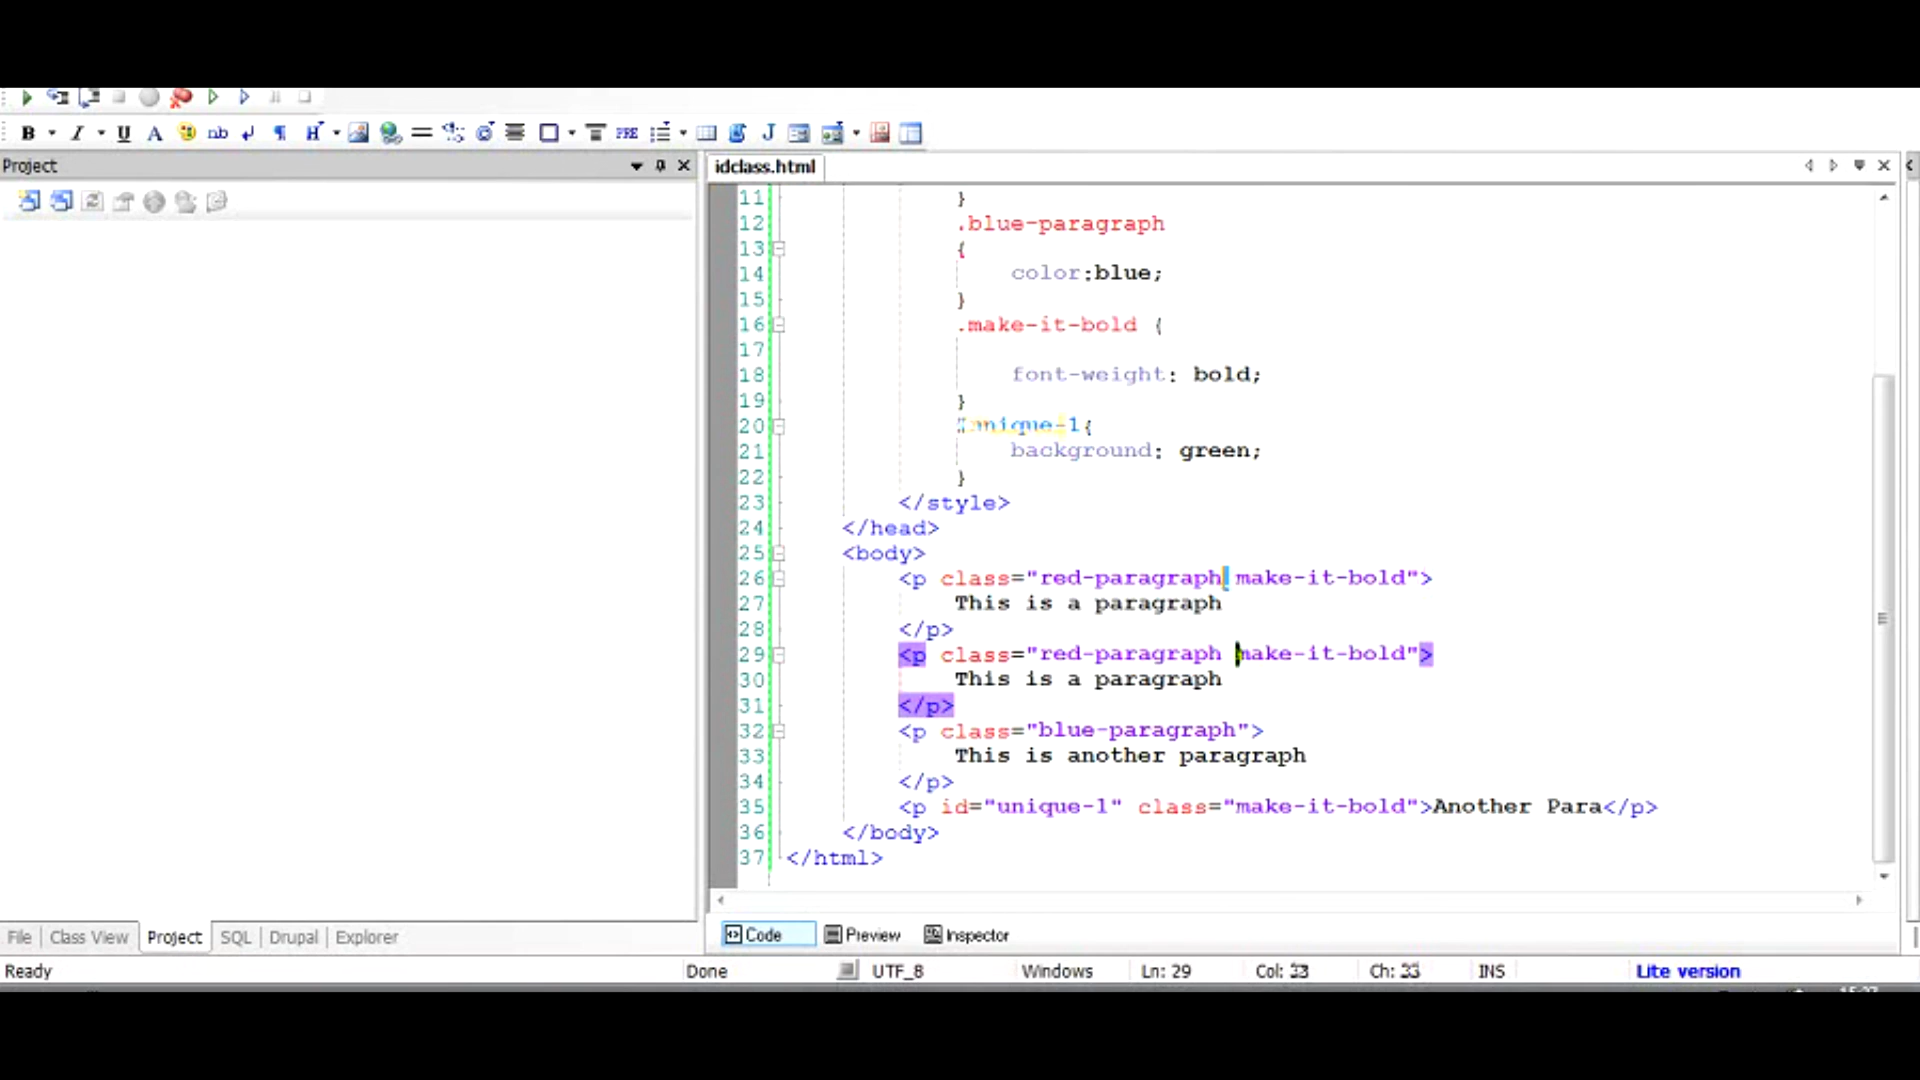 B I U A nb H PRE J
Project
idclass.html
11 }
12 .blue-paragraph
13 {
14 color:blue;
15 }
16 .make-it-bold {
17
18 font-weight: bold;
19 }
20 #unique-1{
21 background: green;
22 }
23 </style>
24 </head>
25 <body>
26 <p class="red-paragraph make-it-bold">
27 This is a paragraph
28 </p>
29 <p class="red-paragraph make-it-bold">
30 This is a paragraph
31 </p>
32 <p class="blue-paragraph">
33 This is another paragraph
34 </p>
35 <p id="unique-1" class="make-it-bold">Another Para</p>
36 </body>
37 </html>
File Class View Project SQL Drupal Explorer
Code Preview Inspector
Ready Done UTF_8 Windows Ln: 29 Col: 33 Ch: 33 INS Lite version